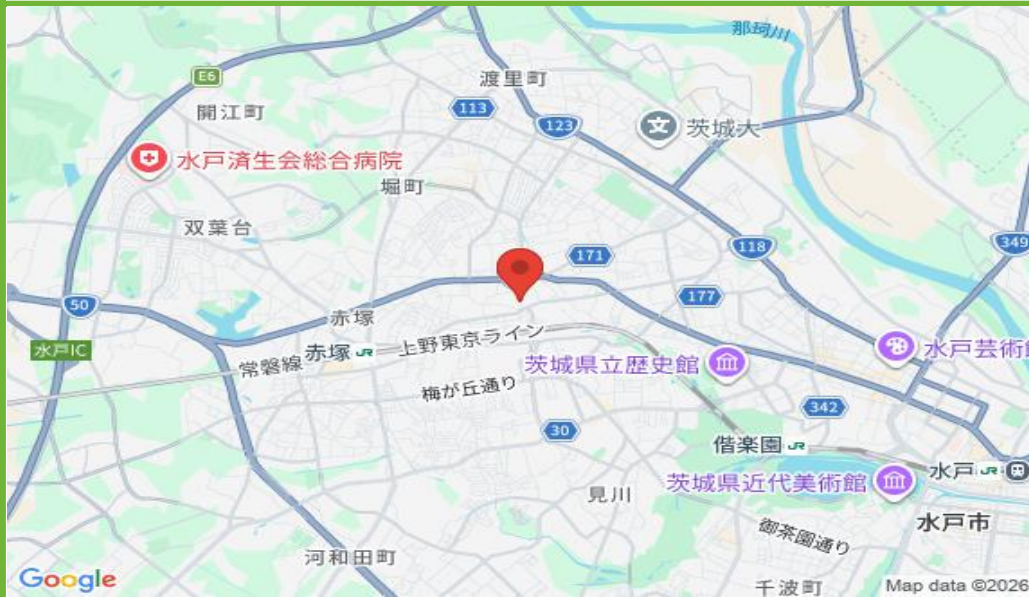 那珂川
E6
渡里町
開江町
113
123
茨城大
水戸済生会総合病院
堀町
双葉台
171
118
349
50
177
赤塚
水戸IC
上野東京ライン
常磐線
赤塚 JR
茨城県立歴史館
水戸芸術館
梅が丘通り
342
30
偕楽園 JR
水戸 JR
茨城県近代美術館
見川
御茶園通り
水戸市
河和田町
千波町
Google
Map data ©2026